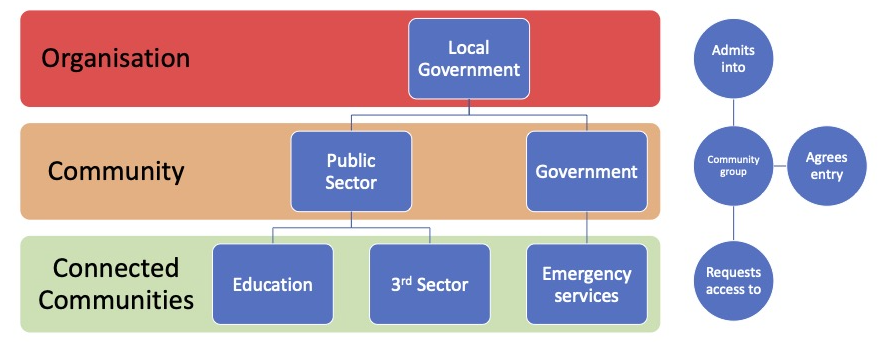 Organisation
Local
Government
Community
Public
Sector
Government
Connected
Communities
Education
3rd Sector
Emergency
services
Admits
into
Community
group
Agrees
entry
Requests
access to